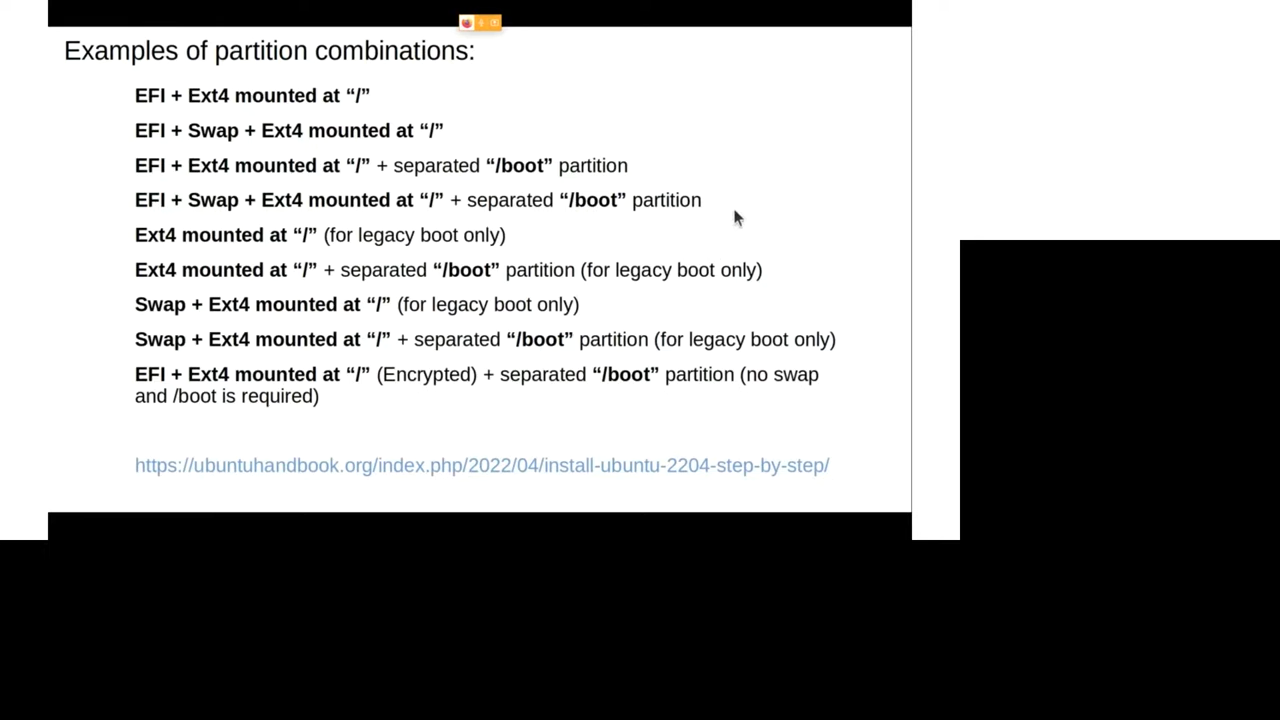 Examples of partition combinations:
EFI + Ext4 mounted at “/”
EFI + Swap + Ext4 mounted at “/”
EFI + Ext4 mounted at “/” + separated “/boot” partition
EFI + Swap + Ext4 mounted at “/” + separated “/boot” partition
Ext4 mounted at “/” (for legacy boot only)
Ext4 mounted at “/” + separated “/boot” partition (for legacy boot only)
Swap + Ext4 mounted at “/” (for legacy boot only)
Swap + Ext4 mounted at “/” + separated “/boot” partition (for legacy boot only)
EFI + Ext4 mounted at “/” (Encrypted) + separated “/boot” partition (no swap
and /boot is required)
https://ubuntuhandbook.org/index.php/2022/04/install-ubuntu-2204-step-by-step/